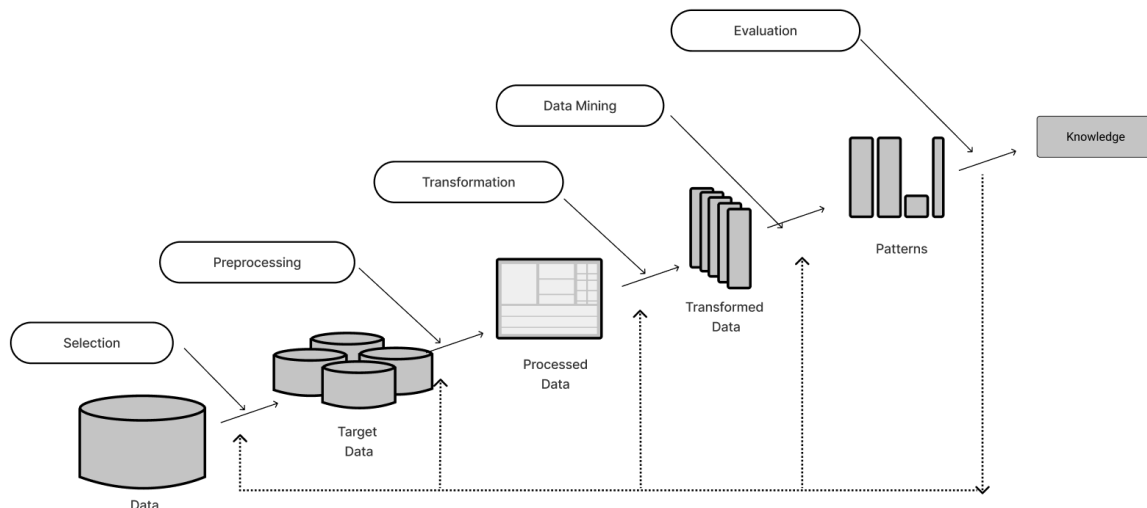 Evaluation
Data Mining
Knowledge
Transformation
Patterns
Preprocessing
Transformed
Data
Selection
Processed
Data
Target
Data
Data